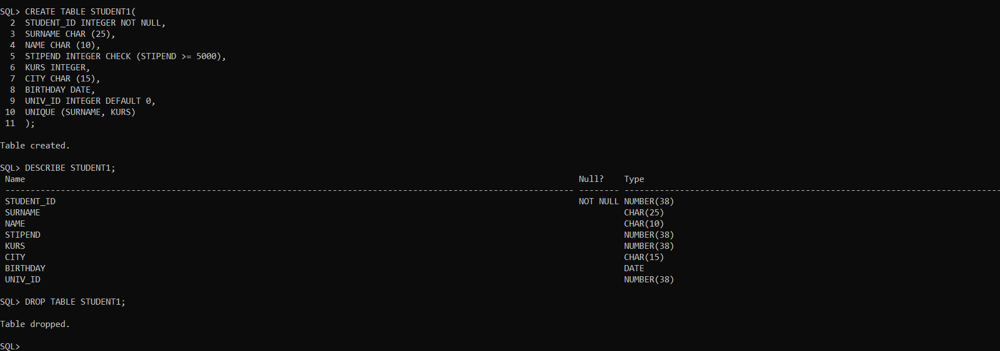 SQL> CREATE TABLE STUDENT1(
  2  STUDENT_ID INTEGER NOT NULL,
  3  SURNAME CHAR (25),
  4  NAME CHAR (10),
  5  STIPEND INTEGER CHECK (STIPEND >= 5000),
  6  KURS INTEGER,
  7  CITY CHAR (15),
  8  BIRTHDAY DATE,
  9  UNIV_ID INTEGER DEFAULT 0,
 10  UNIQUE (SURNAME, KURS)
 11  );
Table created.
SQL> DESCRIBE STUDENT1;
 Name Null? Type
 ----------------------------------------------------------------------------------------------------------------- -------- ---------------------------------------------------------------------------
 STUDENT_ID NOT NULL NUMBER(38)
 SURNAME CHAR(25)
 NAME CHAR(10)
 STIPEND NUMBER(38)
 KURS NUMBER(38)
 CITY CHAR(15)
 BIRTHDAY DATE
 UNIV_ID NUMBER(38)
SQL> DROP TABLE STUDENT1;
Table dropped.
SQL>